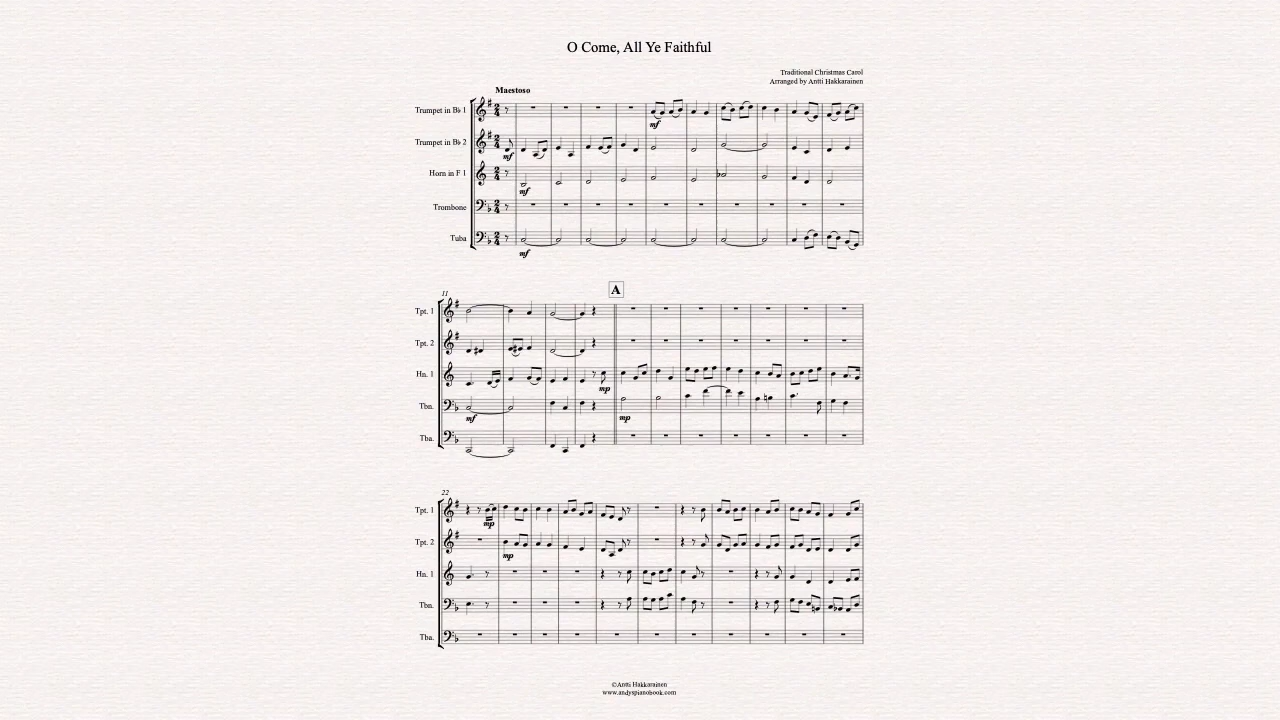 O Come, All Ye Faithful
Traditional Christmas Carol
Arranged by Antti Hakkarainen
Maestoso
Trumpet in B♭ 1
mf
Trumpet in B♭ 2
mf
Horn in F 1
mf
Trombone
Tuba
mf
11
A
Tpt. 1
Tpt. 2
Hn. 1
mp
Tbn.
mf
mp
Tba.
22
Tpt. 1
mp
Tpt. 2
mp
Hn. 1
Tbn.
Tba.
©Antti Hakkarainen
www.andyspianobook.com